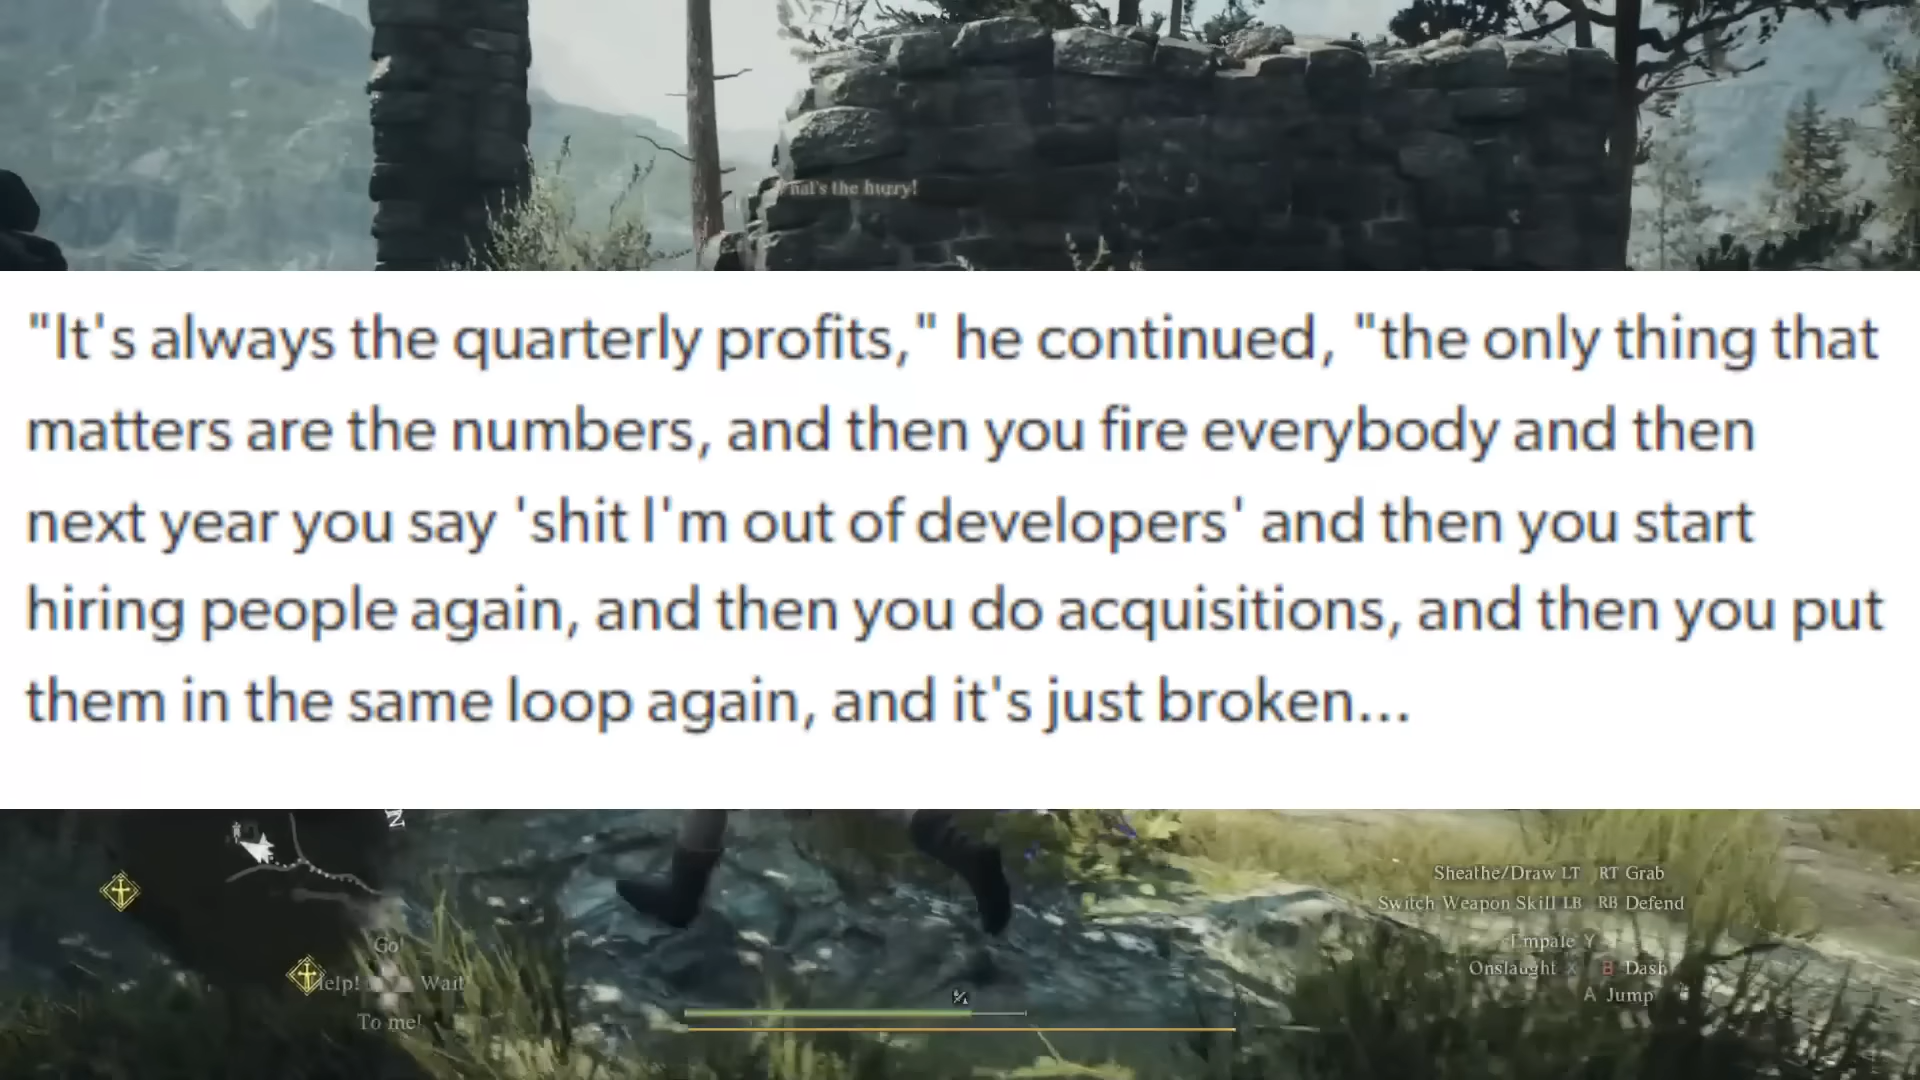 the hurry!
"It's always the quarterly profits," he continued, "the only thing that
matters are the numbers, and then you fire everybody and then
next year you say 'shit I'm out of developers' and then you start
hiring people again, and then you do acquisitions, and then you put
them in the same loop again, and it's just broken...
N
Go!
Wait!
To me!
Sheathe/Draw LT RT Grab
Switch Weapon Skill LB RB Defend
Empale Y
Onslaught X B Dash
A Jump